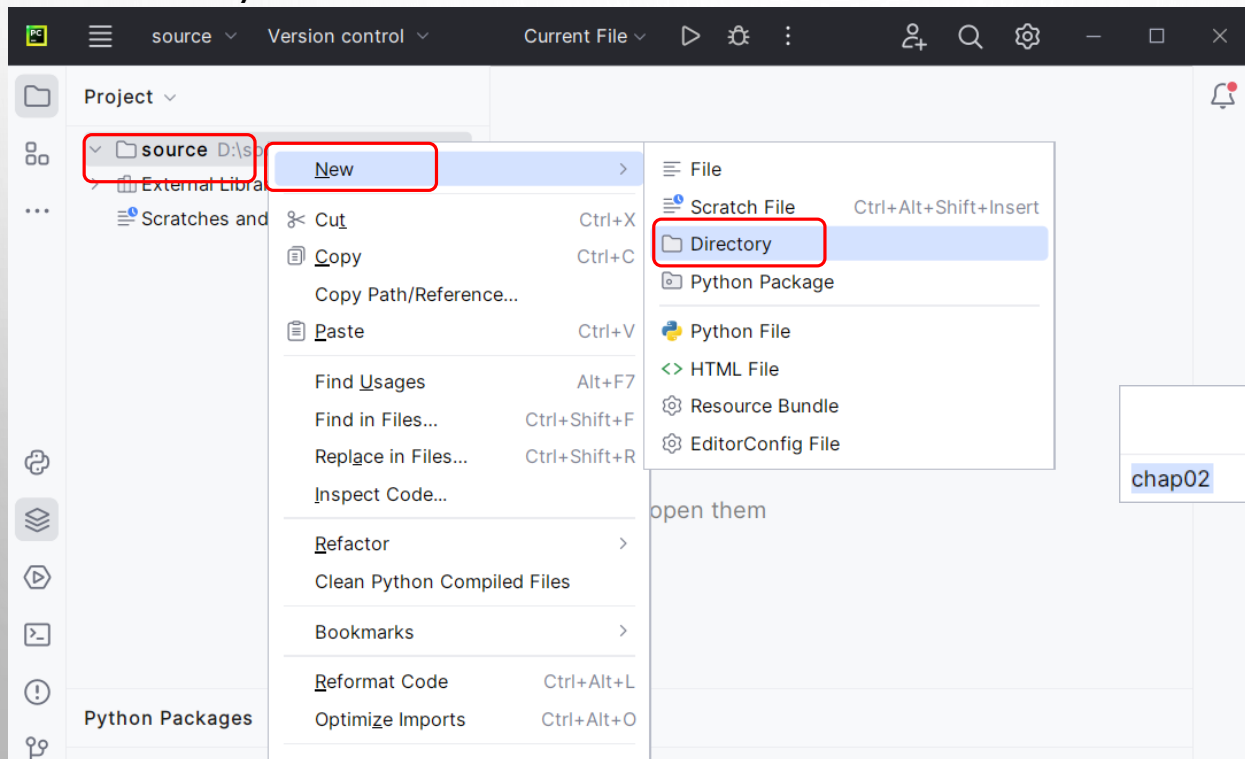 PC
source
Version control
Current File
Project
source D:\s
External Librar
Scratches and
New
Cut Ctrl+X
Copy Ctrl+C
Copy Path/Reference...
Paste Ctrl+V
Find Usages Alt+F7
Find in Files... Ctrl+Shift+F
Replace in Files... Ctrl+Shift+R
Inspect Code...
Refactor
Clean Python Compiled Files
Bookmarks
Reformat Code Ctrl+Alt+L
Optimize Imports Ctrl+Alt+O
File
Scratch File Ctrl+Alt+Shift+Insert
Directory
Python Package
Python File
HTML File
Resource Bundle
EditorConfig File
chap02
open them
Python Packages